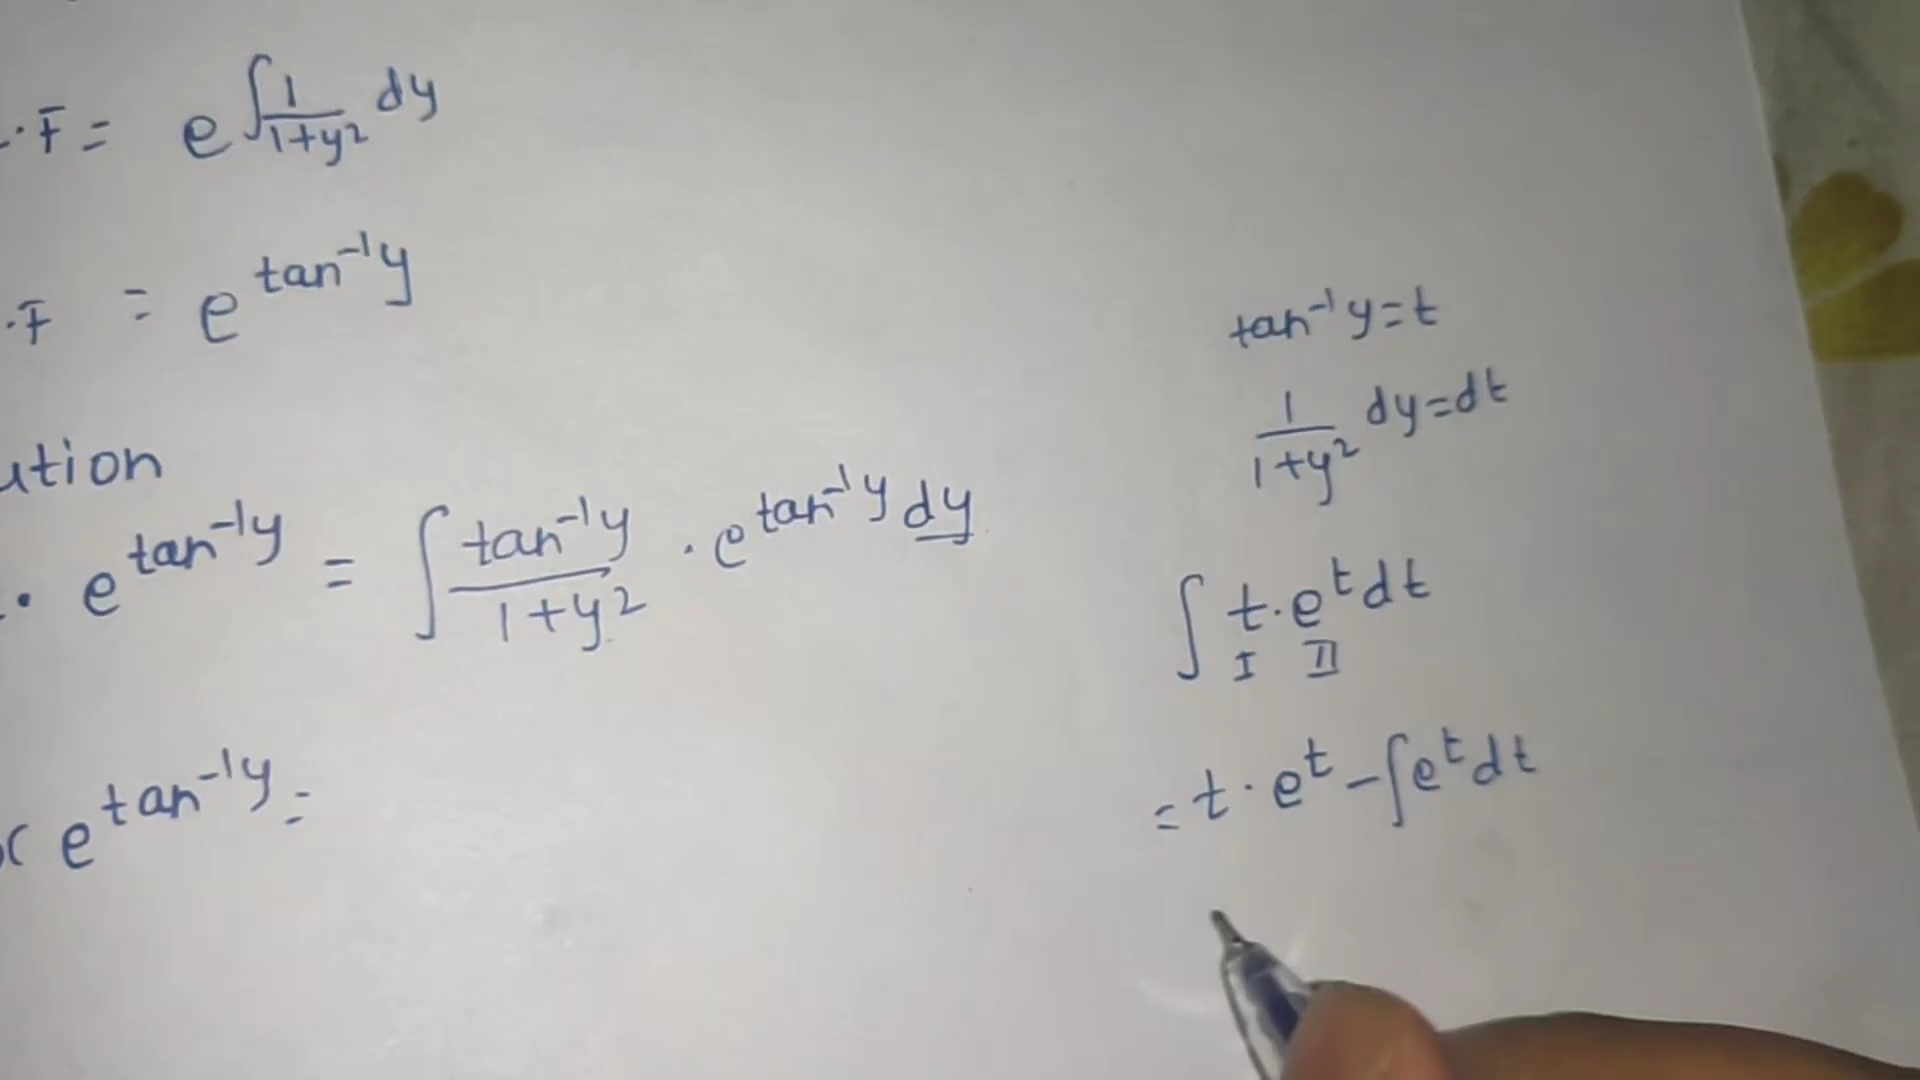 .F = e^∫ 1/1+y² dy
.F = e^tan⁻¹y
ution
. e^tan⁻¹y = ∫ tan⁻¹y/1+y² . e^tan⁻¹y dy
x e^tan⁻¹y =
tan⁻¹y=t
1/1+y² dy=dt
∫ t.e^t dt
I II
= t.e^t - ∫e^t dt